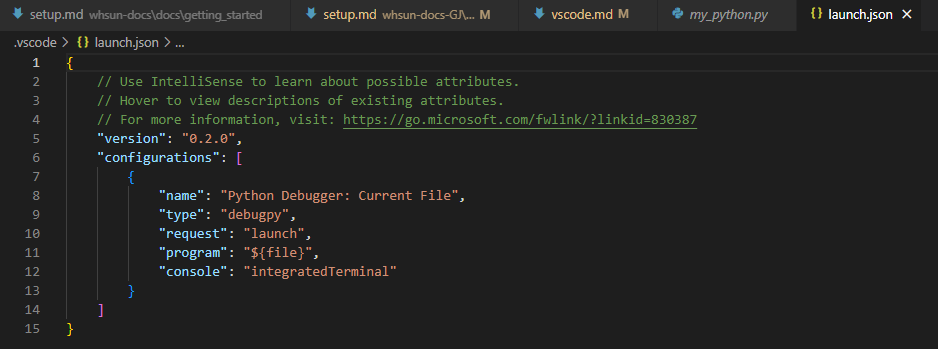 setup.md whsun-docs\docs\getting_started setup.md whsun-docs-GJ\... M vscode.md M my_python.py {} launch.json ×
.vscode > {} launch.json > ...
1 {
2 // Use IntelliSense to learn about possible attributes.
3 // Hover to view descriptions of existing attributes.
4 // For more information, visit: https://go.microsoft.com/fwlink/?linkid=830387
5 "version": "0.2.0",
6 "configurations": [
7 {
8 "name": "Python Debugger: Current File",
9 "type": "debugpy",
10 "request": "launch",
11 "program": "${file}",
12 "console": "integratedTerminal"
13 }
14 ]
15 }